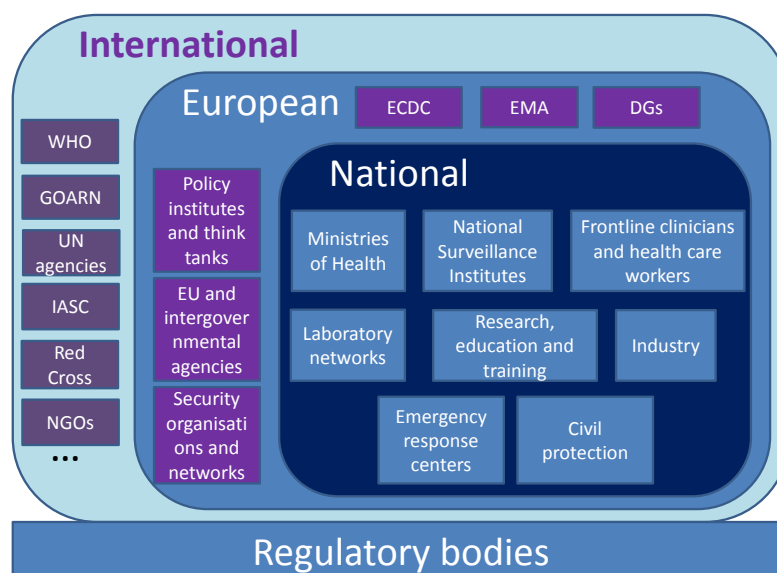 International
European
ECDC
EMA
DGs
WHO
GOARN
UN
agencies
IASC
Red
Cross
NGOs
...
Policy
institutes
and think
tanks
EU and
intergover
nmental
agencies
Security
organisati
ons and
networks
National
Ministries
of Health
National
Surveillance
Institutes
Frontline clinicians
and health care
workers
Laboratory
networks
Research,
education and
training
Industry
Emergency
response
centers
Civil
protection
Regulatory bodies